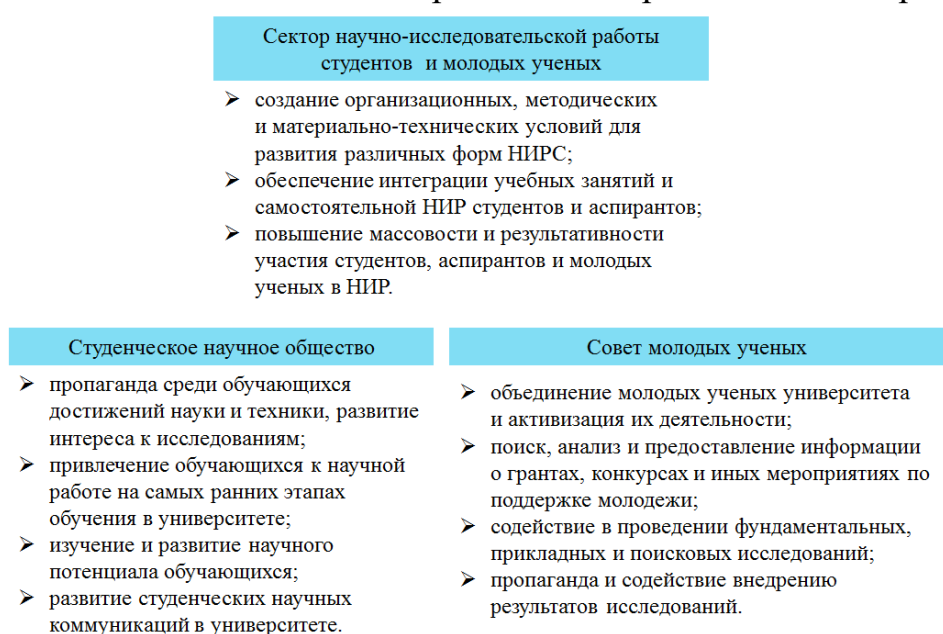 Сектор научно-исследовательской работы
студентов и молодых ученых
➢ создание организационных, методических
и материально-технических условий для
развития различных форм НИРС;
➢ обеспечение интеграции учебных занятий и
самостоятельной НИР студентов и аспирантов;
➢ повышение массовости и результативности
участия студентов, аспирантов и молодых
ученых в НИР.
Студенческое научное общество
➢ пропаганда среди обучающихся
достижений науки и техники, развитие
интереса к исследованиям;
➢ привлечение обучающихся к научной
работе на самых ранних этапах
обучения в университете;
➢ изучение и развитие научного
потенциала обучающихся;
➢ развитие студенческих научных
коммуникаций в университете.
Совет молодых ученых
➢ объединение молодых ученых университета
и активизация их деятельности;
➢ поиск, анализ и предоставление информации
о грантах, конкурсах и иных мероприятиях по
поддержке молодежи;
➢ содействие в проведении фундаментальных,
прикладных и поисковых исследований;
➢ пропаганда и содействие внедрению
результатов исследований.